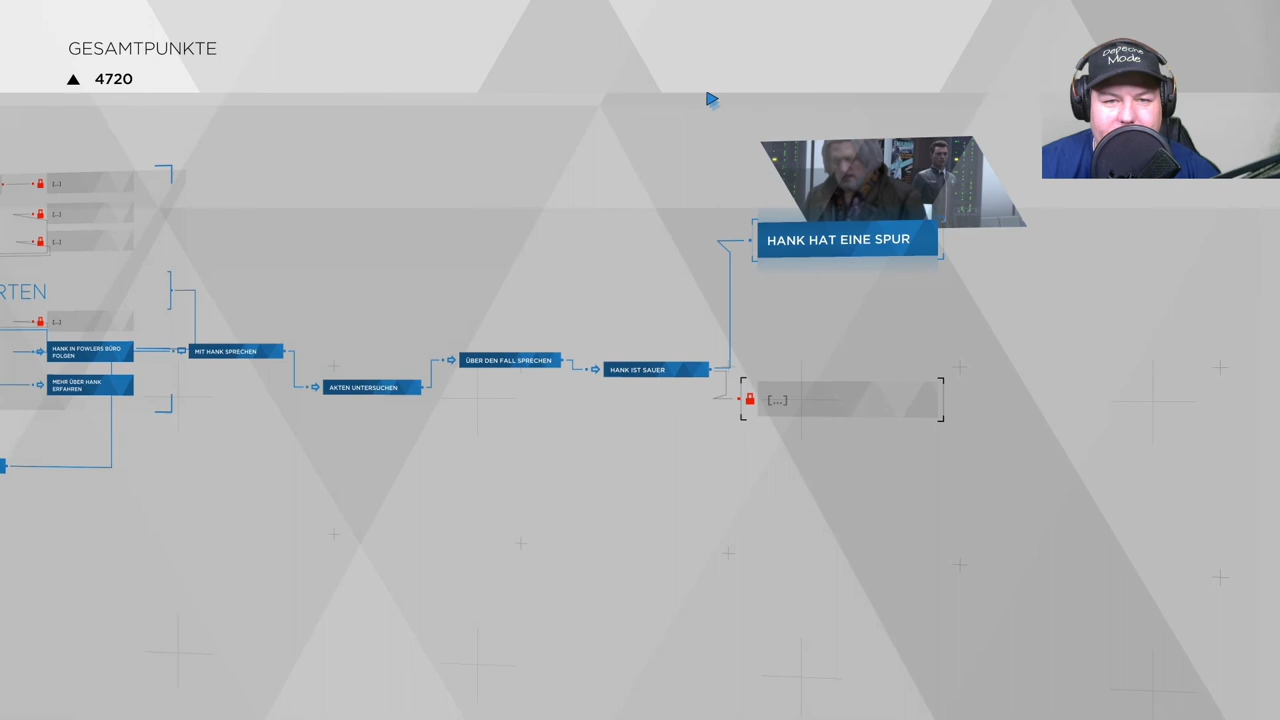 GESAMTPUNKTE
4720
Depeche
Mode
[...]
[...]
[...]
HANK HAT EINE SPUR
RTEN
[...]
HANK IN FOWLERS BÜRO
FOLGEN
MIT HANK SPRECHEN
ÜBER DEN FALL SPRECHEN
HANK IST SAUER
MEHR ÜBER HANK
ERFAHREN
AKTEN UNTERSUCHEN
[...]